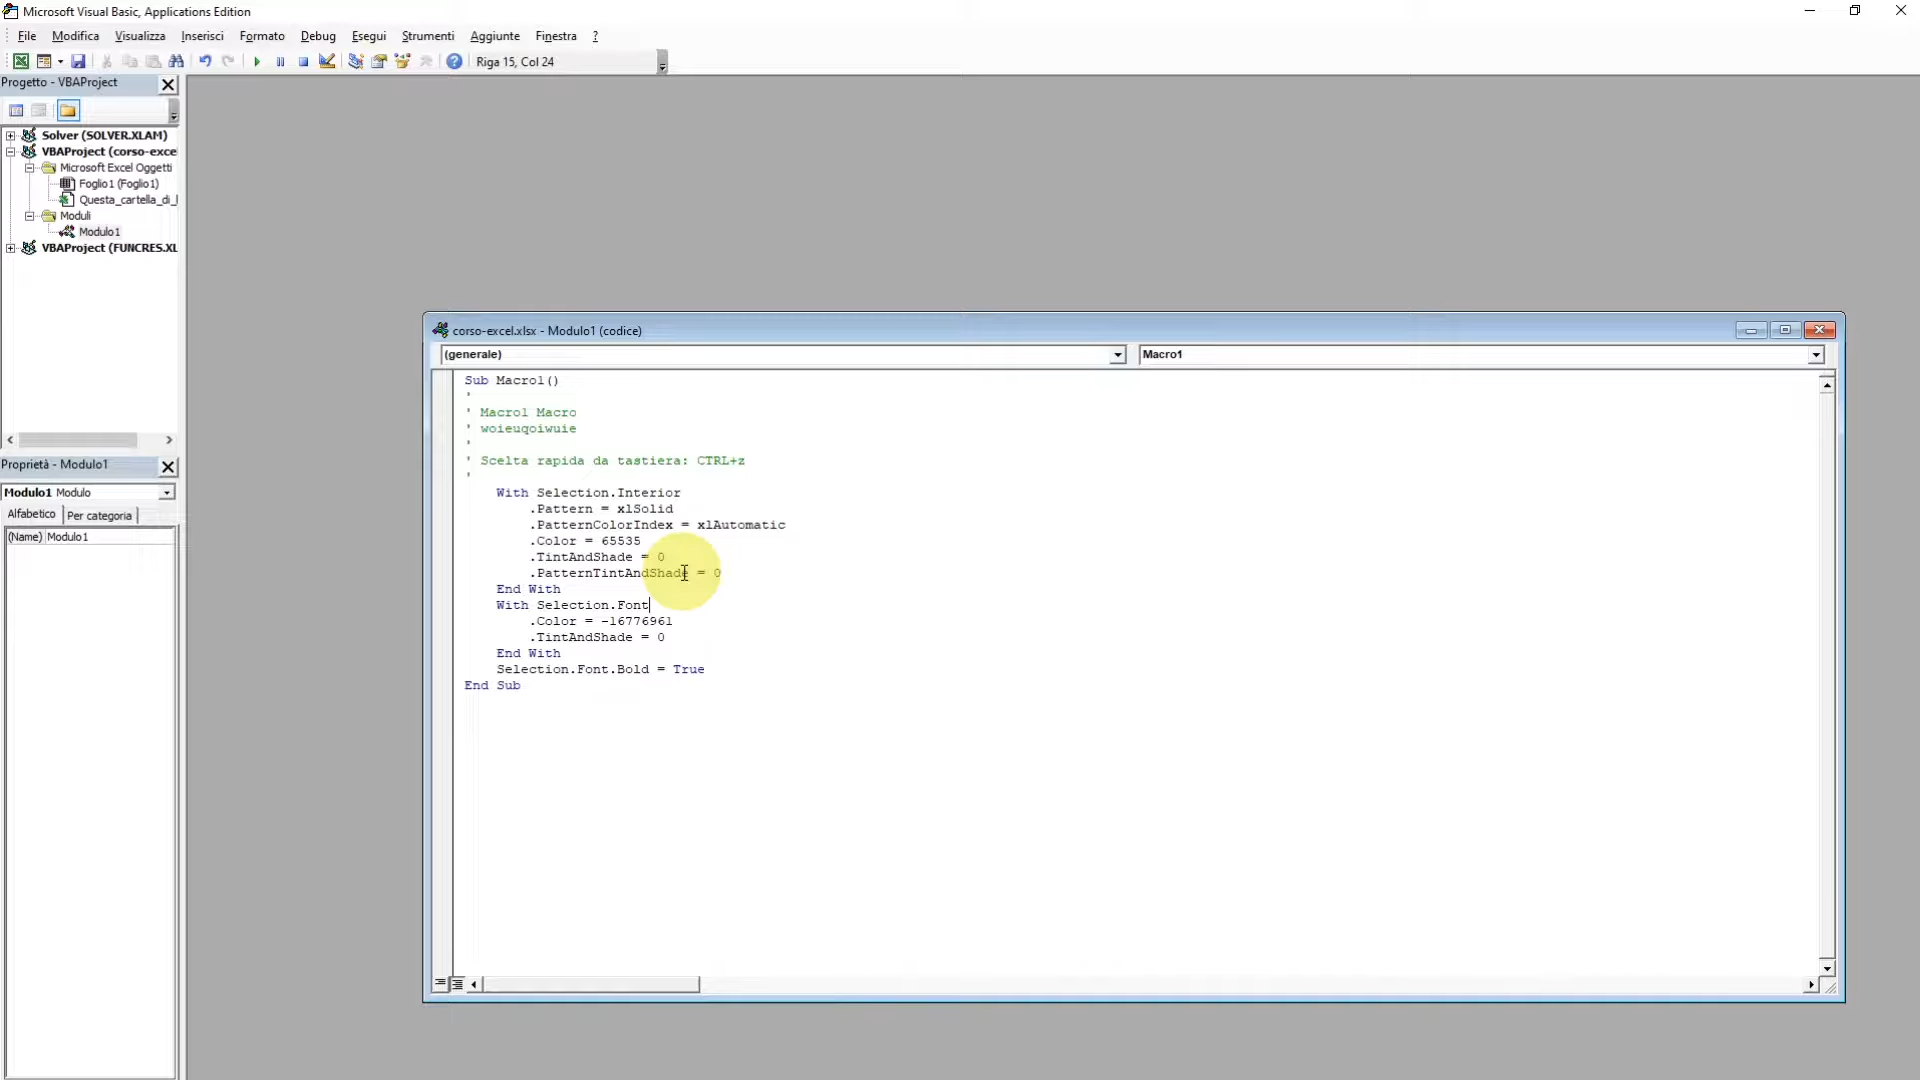 Microsoft Visual Basic, Applications Edition
File Modifica Visualizza Inserisci Formato Debug Esegui Strumenti Aggiunte Finestra ?
Riga 15, Col 24
Progetto - VBAProject
Solver (SOLVER.XLAM)
VBAProject (corso-exce
Microsoft Excel Oggetti
Foglio1 (Foglio1)
Questa_cartella_di_l
Moduli
Modulo1
VBAProject (FUNCRES.XL
Proprietà - Modulo1
Modulo1 Modulo
Alfabetico Per categoria
(Name) Modulo1
corso-excel.xlsx - Modulo1 (codice)
(generale) Macro1
Sub Macro1()
'
' Macro1 Macro
' woieuqoiwuie
'
' Scelta rapida da tastiera: CTRL+z
'
With Selection.Interior
.Pattern = xlSolid
.PatternColorIndex = xlAutomatic
.Color = 65535
.TintAndShade = 0
.PatternTintAndShade = 0
End With
With Selection.Font
.Color = -16776961
.TintAndShade = 0
End With
Selection.Font.Bold = True
End Sub